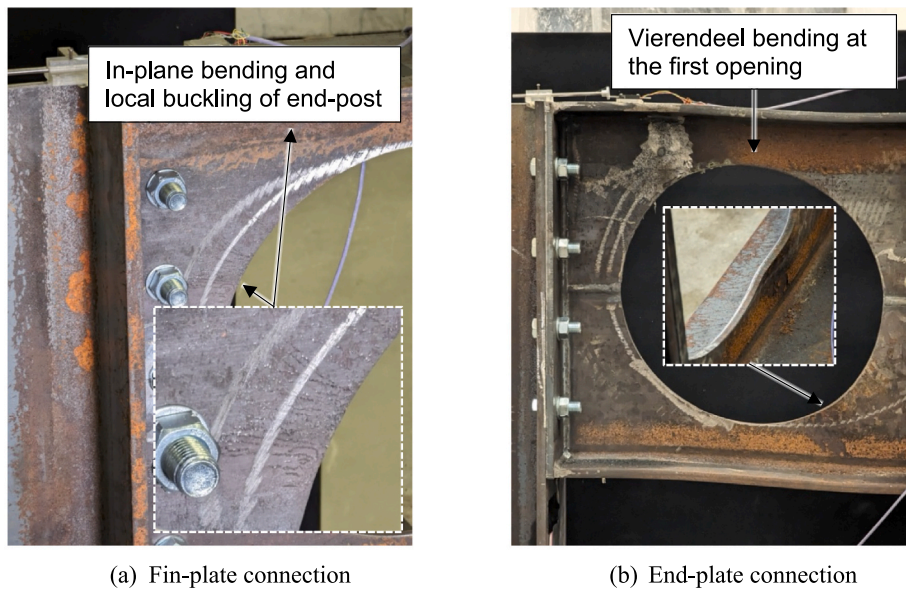 In-plane bending and
local buckling of end-post
Vierendeel bending at
the first opening
(a) Fin-plate connection
(b) End-plate connection